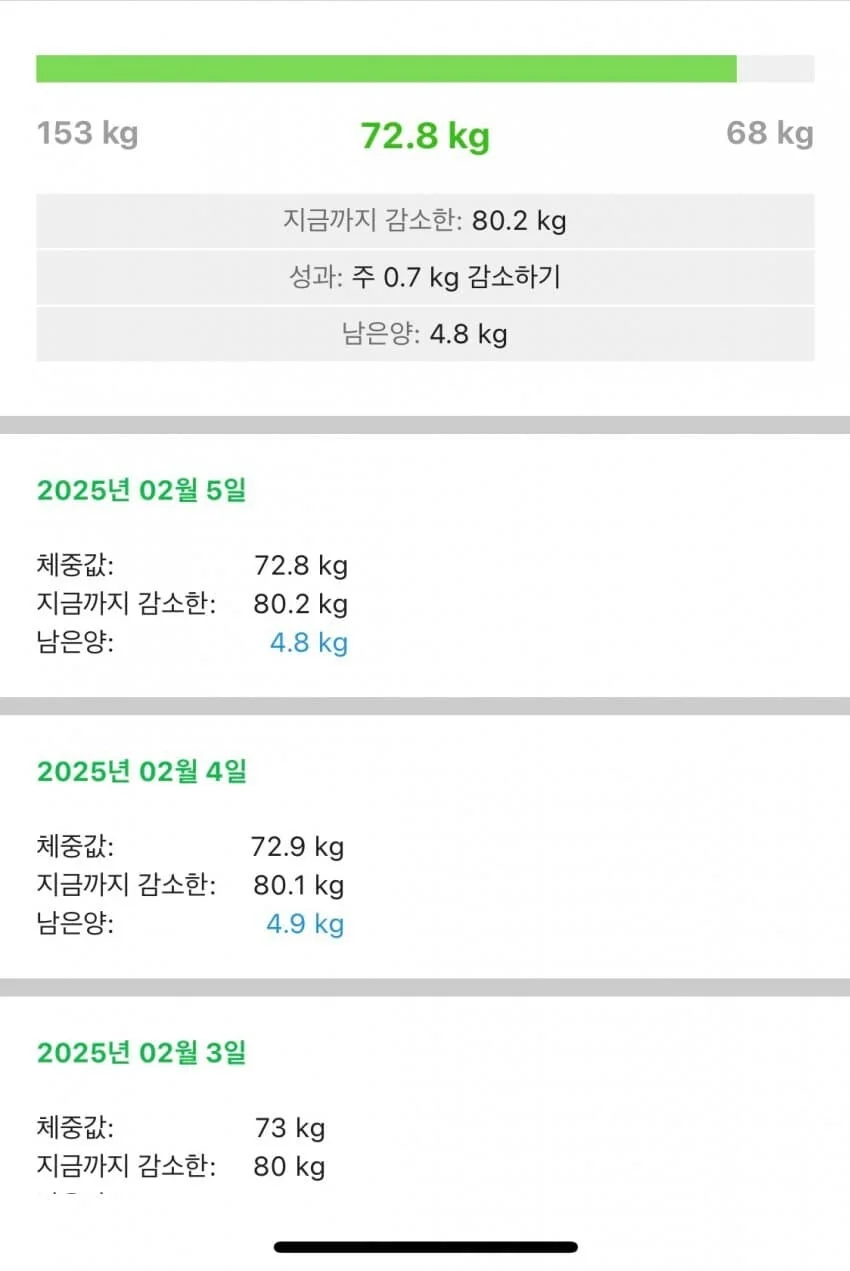 153 kg 72.8 kg 68 kg
지금까지 감소한: 80.2 kg
성과: 주 0.7 kg 감소하기
남은양: 4.8 kg
2025년 02월 5일
체중값: 72.8 kg
지금까지 감소한: 80.2 kg
남은양: 4.8 kg
2025년 02월 4일
체중값: 72.9 kg
지금까지 감소한: 80.1 kg
남은양: 4.9 kg
2025년 02월 3일
체중값: 73 kg
지금까지 감소한: 80 kg